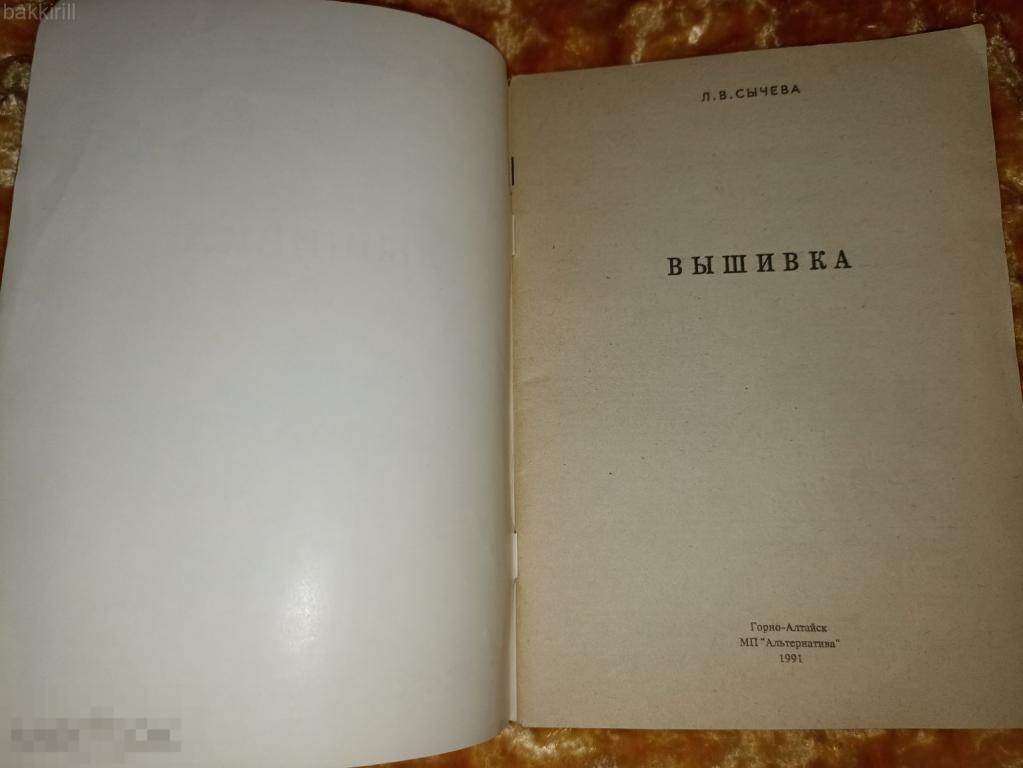 bakkirill
Л.В.СЫЧЕВА
ВЫШИВКА
Горно-Алтайск
МП "Альтернатива"
1991